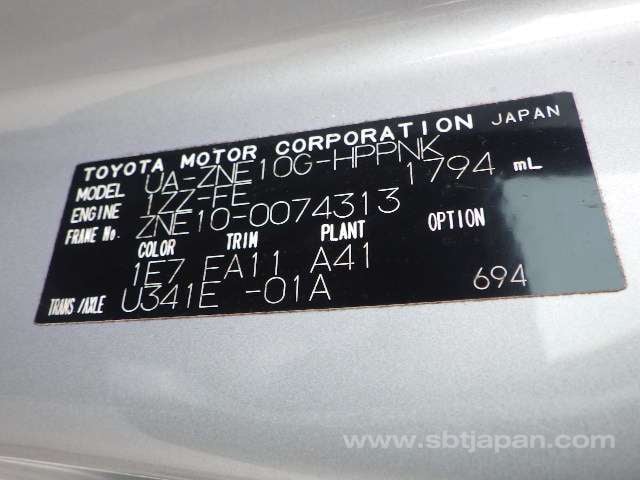 TOYOTA MOTOR CORPORATION JAPAN
MODEL UA-ZNE10G-HPPNK
ENGINE 1ZZ-FE 1794 mL
FRAME No. ZNE10-0074313
COLOR TRIM PLANT OPTION
1E7 EA11 A41
TRANS/AXLE U341E -01A 694
www.sbtjapan.com